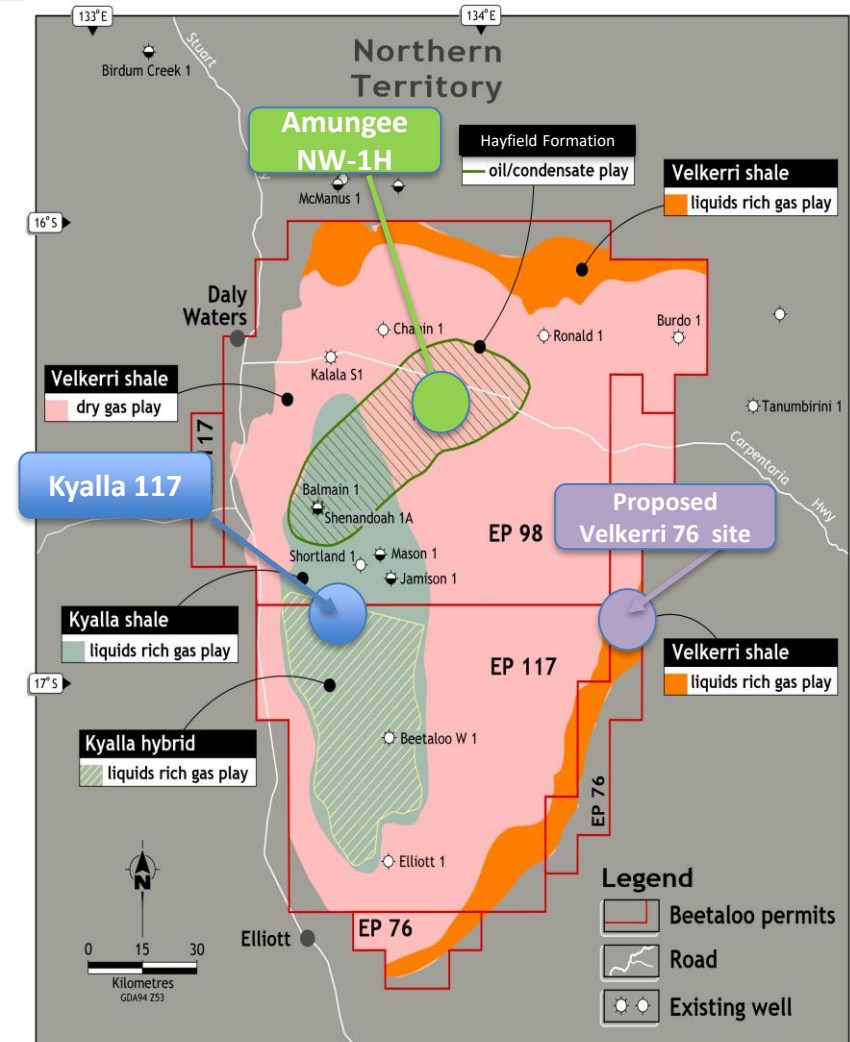 133°E
134°E
Stuart
Birdum Creek 1
Northern
Territory
Amungee
NW-1H
Hayfield Formation
oil/condensate play
McManus 1
Velkerri shale
liquids rich gas play
16°S
Daly
Waters
Chanin 1
Ronald 1
Burdo 1
Kalala S1
Velkerri shale
dry gas play
Tanumbirini 1
117
Carpentaria
Hwy
Kyalla 117
Balmain 1
Shenandoah 1A
EP 98
Proposed
Velkerri 76 site
Shortland 1
Mason 1
Jamison 1
Kyalla shale
liquids rich gas play
EP 117
Velkerri shale
liquids rich gas play
17°S
Kyalla hybrid
liquids rich gas play
Beetaloo W 1
EP 76
Elliott 1
N
Legend
Beetaloo permits
Elliott
EP 76
0 15 30
Kilometres
GDA94 Z53
Road
Existing well